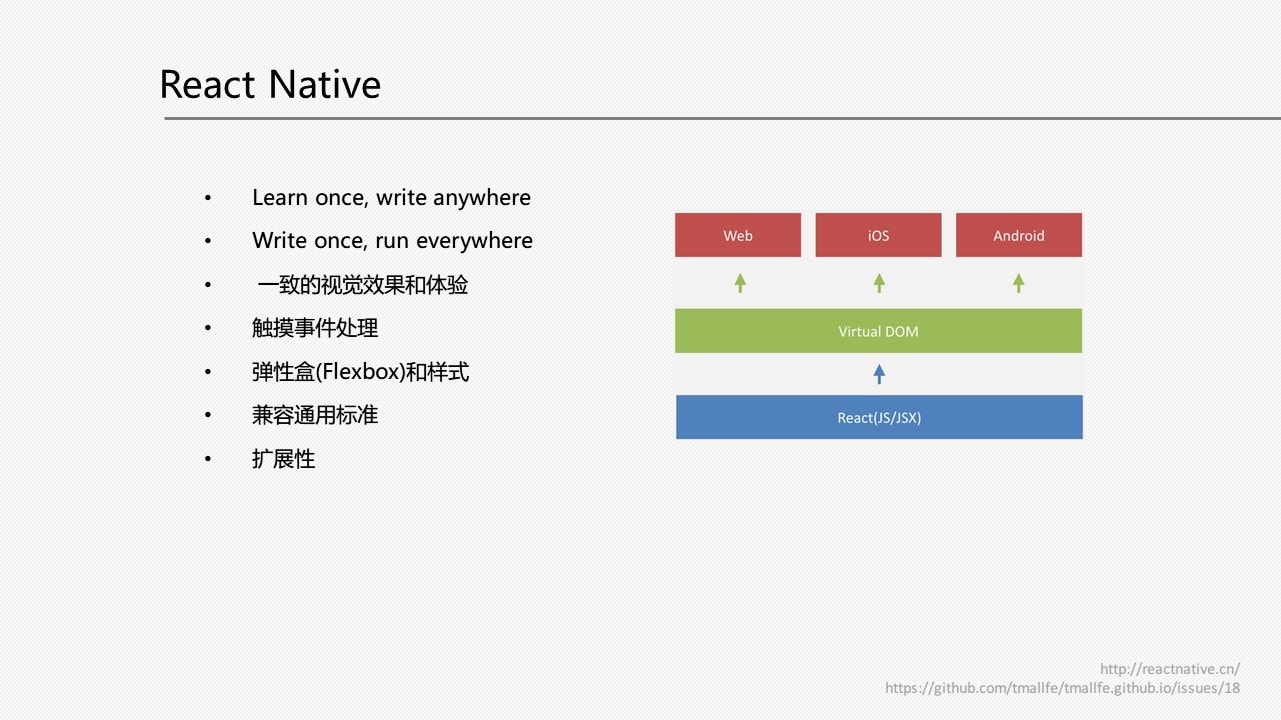 React Native
• Learn once, write anywhere
• Write once, run everywhere
• 一致的视觉效果和体验
• 触摸事件处理
• 弹性盒(Flexbox)和样式
• 兼容通用标准
• 扩展性
Web iOS Android
Virtual DOM
React(JS/JSX)
http://reactnative.cn/
https://github.com/tmallfe/tmallfe.github.io/issues/18